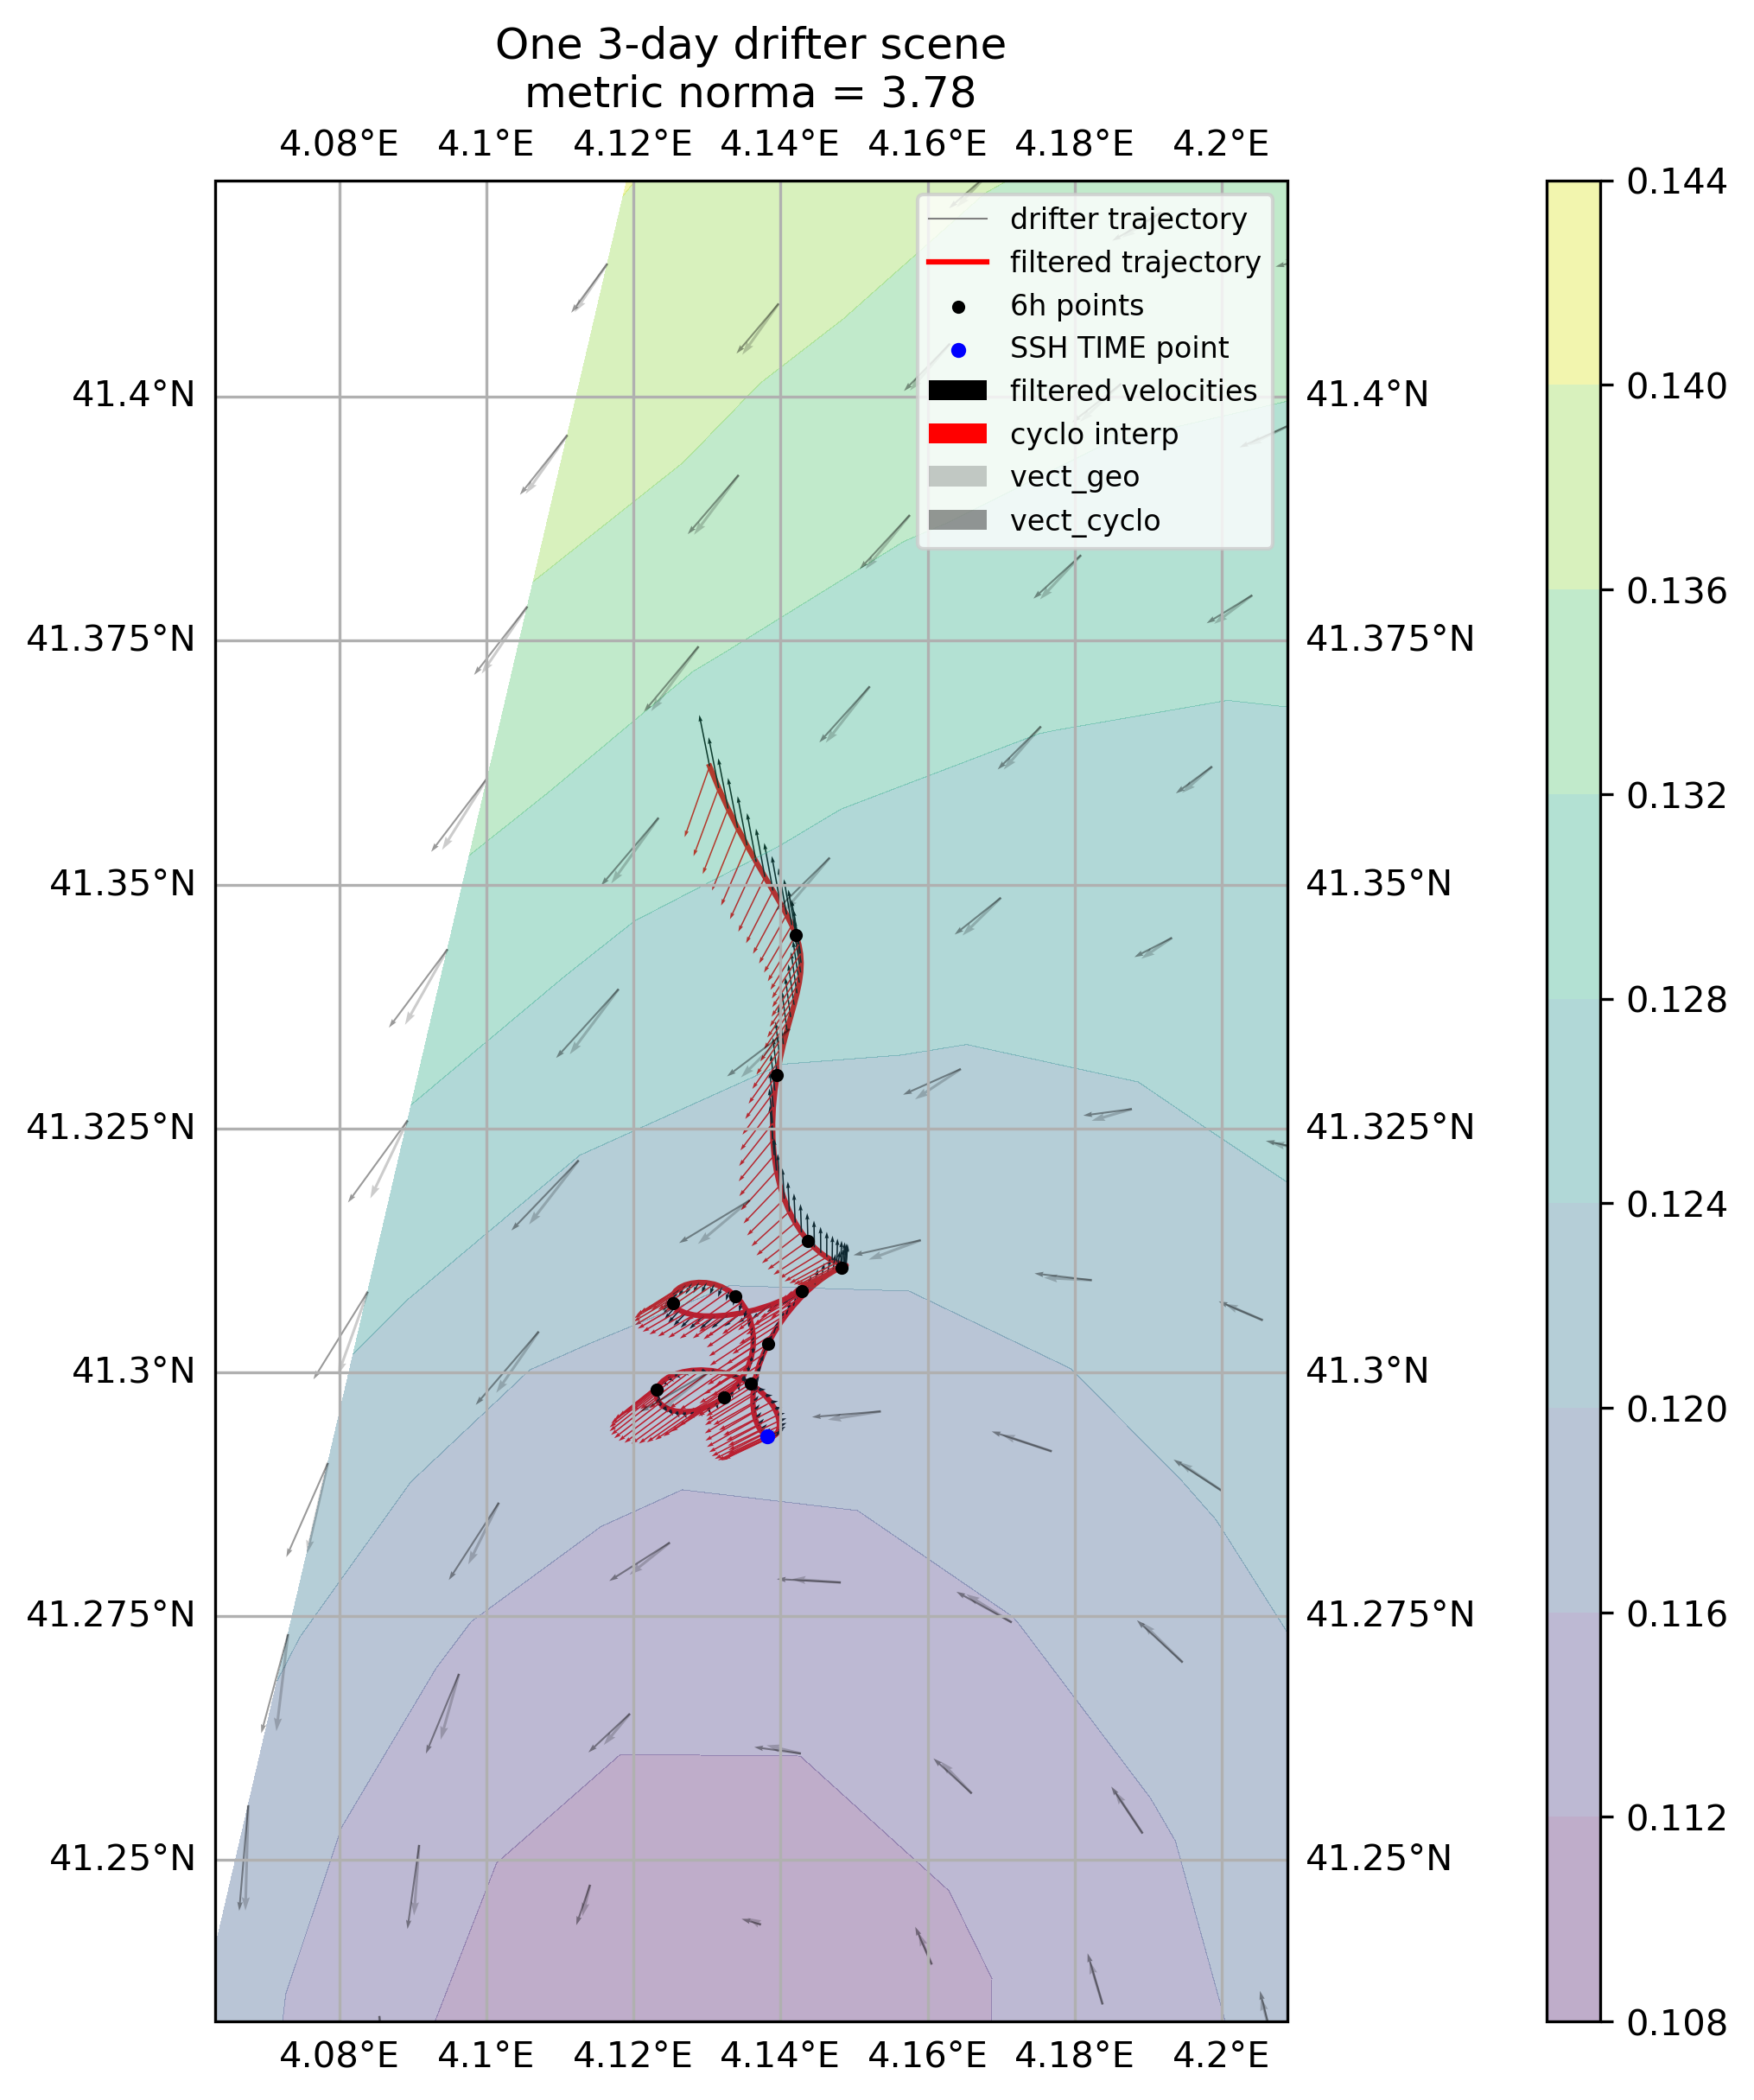 One 3-day drifter scene
metric norma = 3.78
4.08°E 4.1°E 4.12°E 4.14°E 4.16°E 4.18°E 4.2°E
drifter trajectory
filtered trajectory
6h points
SSH TIME point
filtered velocities
cyclo interp
vect_geo
vect_cyclo
41.4°N 41.4°N
41.375°N 41.375°N
41.35°N 41.35°N
41.325°N 41.325°N
41.3°N 41.3°N
41.275°N 41.275°N
41.25°N 41.25°N
4.08°E 4.1°E 4.12°E 4.14°E 4.16°E 4.18°E 4.2°E
0.144
0.140
0.136
0.132
0.128
0.124
0.120
0.116
0.112
0.108